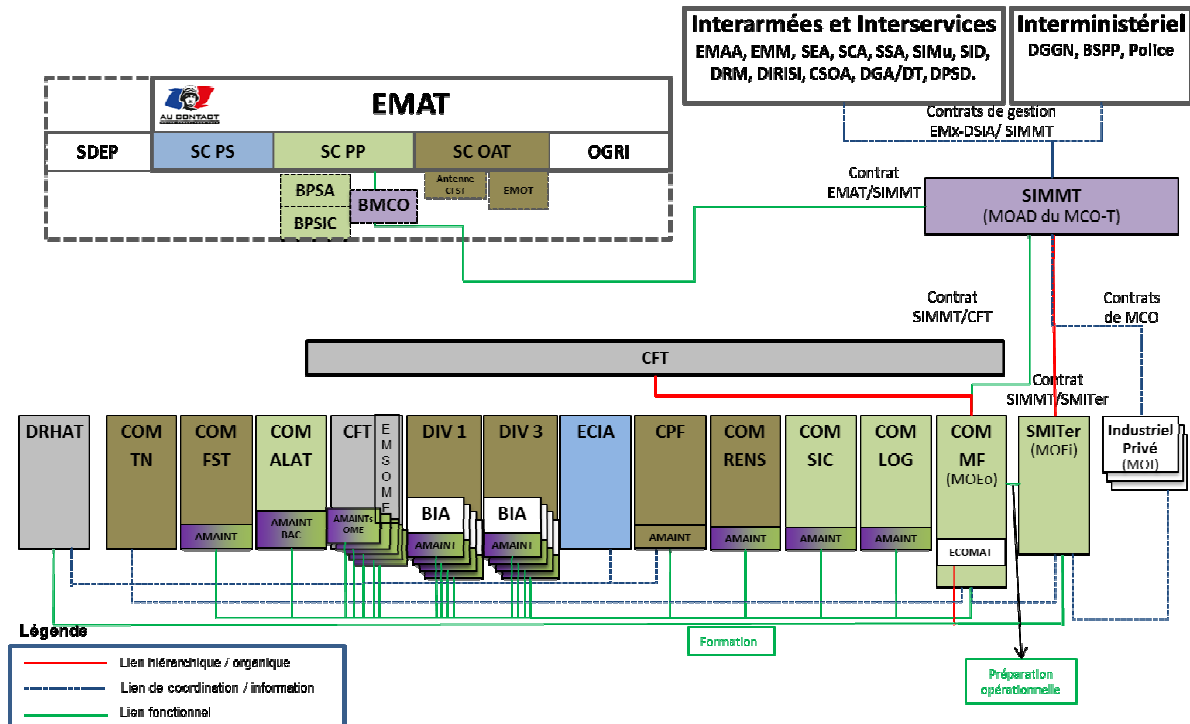 Interarmées et Interservices
EMAA, EMM, SEA, SCA, SSA, SIMu, SID,
DRM, DIRISI, CSOA, DGA/DT, DPSD.
Interministériel
DGGN, BSPP, Police
AU CONTACT
EMAT
SDEP
SC PS
SC PP
SC OAT
OGRI
BPSA
BPSIC
BMCO
Antenne
CFST
EMOT
Contrats de gestion
EMx-DSIA/ SIMMT
Contrat
EMAT/SIMMT
SIMMT
(MOAD du MCO-T)
Contrat
SIMMT/CFT
Contrats
de MCO
CFT
Contrat
SIMMT/SMITer
DRHAT
COM
TN
COM
FST
AMAINT
COM
ALAT
AMAINT
BAC
CFT
EMSOME
AMAINTs
OME
DIV 1
BIA
AMAINT
DIV 3
BIA
AMAINT
ECIA
CPF
AMAINT
COM
RENS
AMAINT
COM
SIC
AMAINT
COM
LOG
AMAINT
COM
MF
(MOEo)
ECOMAT
SMITer
(MOEi)
Industriel
Privé
(MOI)
Formation
Préparation
opérationnelle
Légende
Lien hiérarchique / organique
Lien de coordination / information
Lien fonctionnel